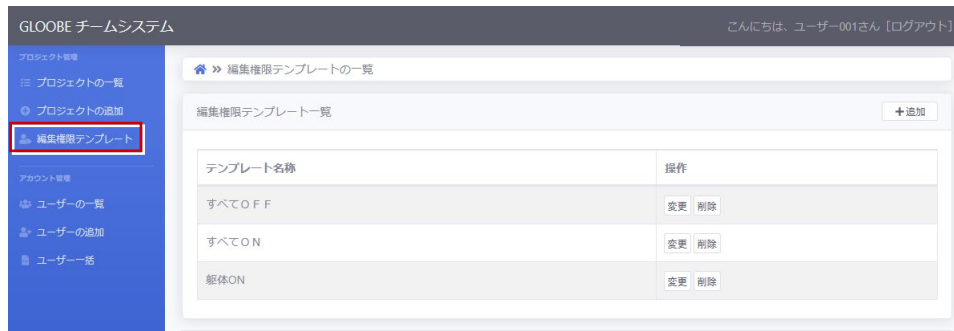 GLOOBE チームシステム
こんにちは、ユーザー001さん [ログアウト]
プロジェクト管理
プロジェクトの一覧
プロジェクトの追加
編集権限テンプレート
アカウント管理
ユーザーの一覧
ユーザーの追加
ユーザー一括
» 編集権限テンプレートの一覧
編集権限テンプレート一覧
+追加
テンプレート名称 操作
すべてOFF 変更 削除
すべてON 変更 削除
躯体ON 変更 削除